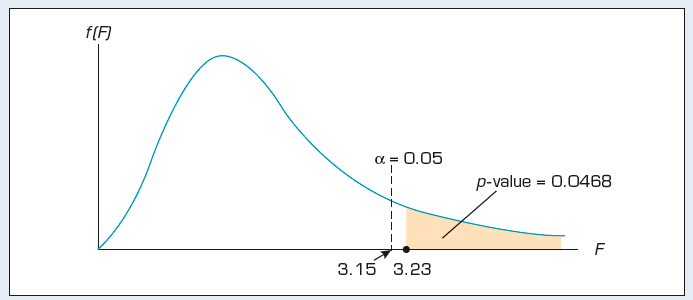 f(F)
α = 0.05
p-value = 0.0468
F
3.15 3.23